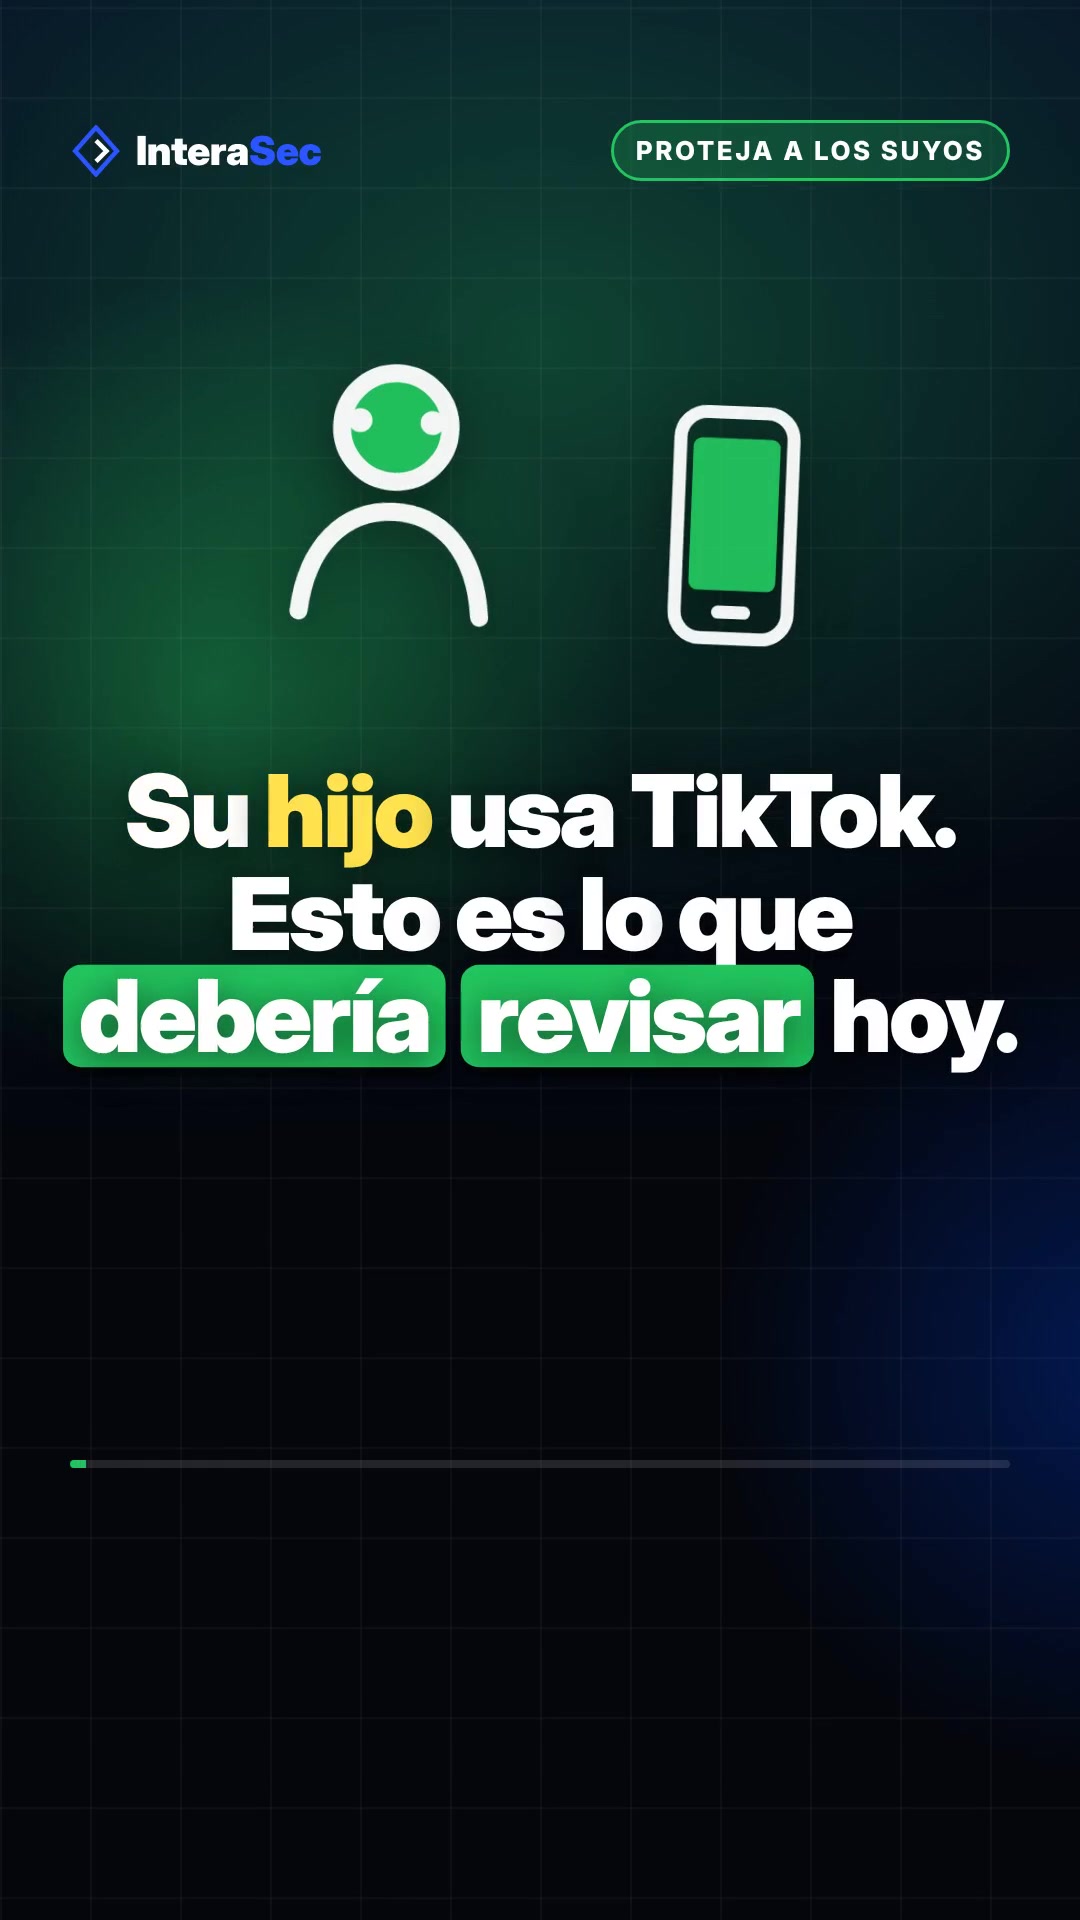 InteraSec
PROTEJA A LOS SUYOS
Su hijo usa TikTok.
Esto es lo que
debería revisar hoy.